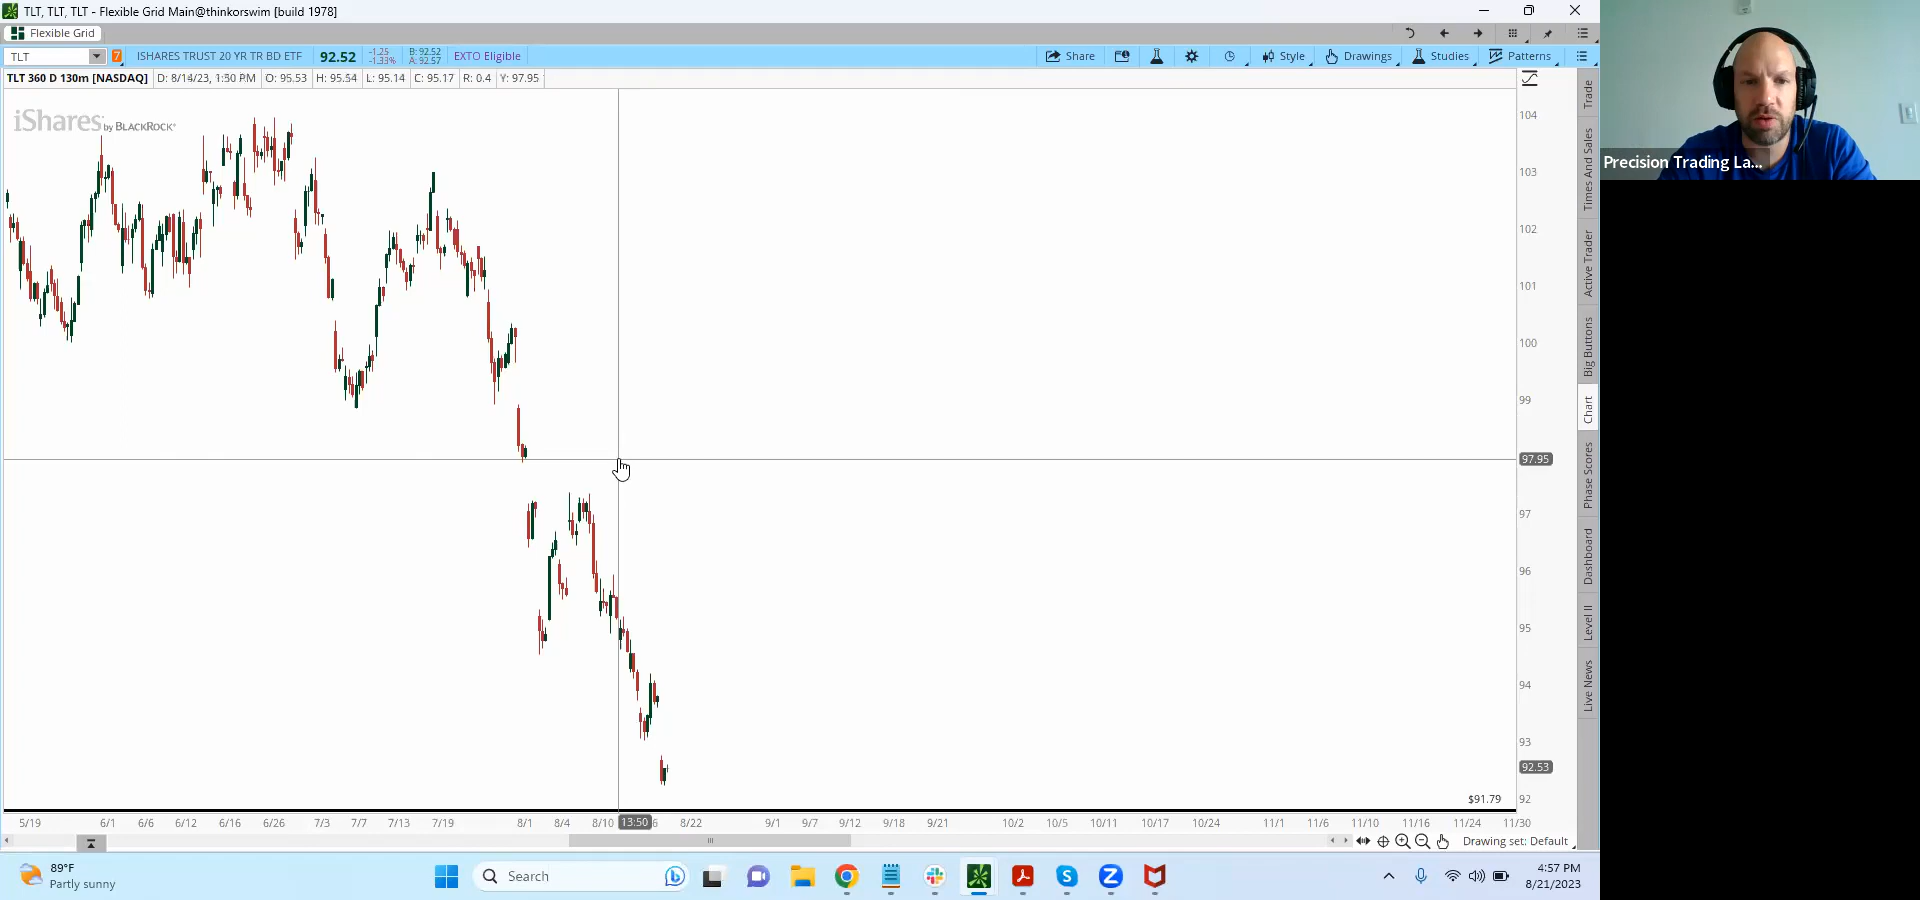 TLT, TLT, TLT - Flexible Grid Main@thinkorswim [build 1978]
Flexible Grid
TLT
7
ISHARES TRUST 20 YR TR BD ETF
92.52
-1.25
-1.33%
B: 92.52
A: 92.57
EXTO Eligible
Share
Style
Drawings
Studies
Patterns
TLT 360 D 130m [NASDAQ]
D: 8/14/23, 1:50 PM
O: 95.53
H: 95.54
L: 95.14
C: 95.17
R: 0.4
Y: 97.95
iShares by BLACKROCK®
104
103
102
101
100
99
97.95
97
96
95
94
93
92.53
$91.79
92
5/19 6/1 6/6 6/12 6/16 6/26 7/3 7/7 7/13 7/19 8/1 8/4 8/10 13:50 6 8/22 9/1 9/7 9/12 9/18 9/21 10/2 10/5 10/11 10/17 10/24 11/1 11/7 11/10 11/16 11/24 11/30
Drawing set: Default
Trade
Times And Sales
Active Trader
Big Buttons
Chart
Phase Scores
Dashboard
Level II
Live News
Precision Trading La...
89°F
Partly sunny
Search
4:57 PM
8/21/2023